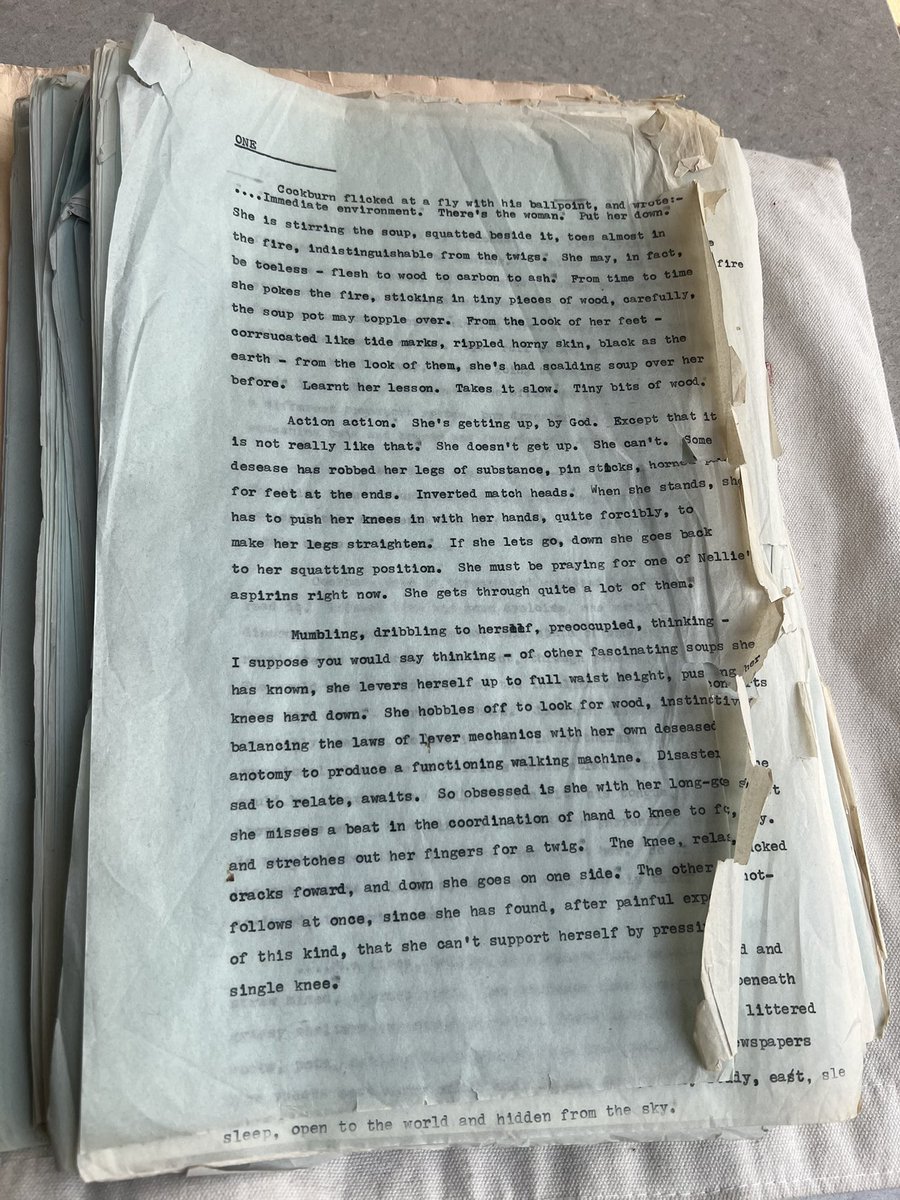 ONE
Cockburn flicked at a fly with his ballpoint, and wrote:-
....Immediate environment. There's the woman. Put her down.
She is stirring the soup, squatted beside it, toes almost in
the fire, indistinguishable from the twigs. She may, in fact,
be toeless - flesh to wood to carbon to ash. From time to time
she pokes the fire, sticking in tiny pieces of wood, carefully,
the soup pot may topple over. From the look of her feet -
corrsucated like tide marks, rippled horny skin, black as the
earth - from the look of them, she's had scalding soup over her
before. Learnt her lesson. Takes it slow. Tiny bits of wood.
Action action. She's getting up, by God. Except that it
is not really like that. She doesn't get up. She can't. Some
desease has robbed her legs of substance, pin sticks,
for feet at the ends. Inverted match heads. When she stands, she
has to push her knees in with her hands, quite forcibly, to
make her legs straighten. If she lets go, down she goes back
to her squatting position. She must be praying for one of Nellie'
aspirins right now. She gets through quite a lot of them.
Mumbling, dribbling to herself, preoccupied, thinking -
I suppose you would say thinking - of other fascinating soups she
has known, she levers herself up to full waist height, her
knees hard down. She hobbles off to look for wood,
balancing the laws of lever mechanics with her own deseased
anotomy to produce a functioning walking machine.
sad to relate, awaits. So obsessed is she with her
she misses a beat in the coordination of hand to knee to
and stretches out her fingers for a twig. The knee,
cracks foward, and down she goes on one side. The other
follows at once, since she has found, after painful
of this kind, that she can't support herself by
single knee.
fire
and
beneath
littered
east,
sleep, open to the world and hidden from the sky.